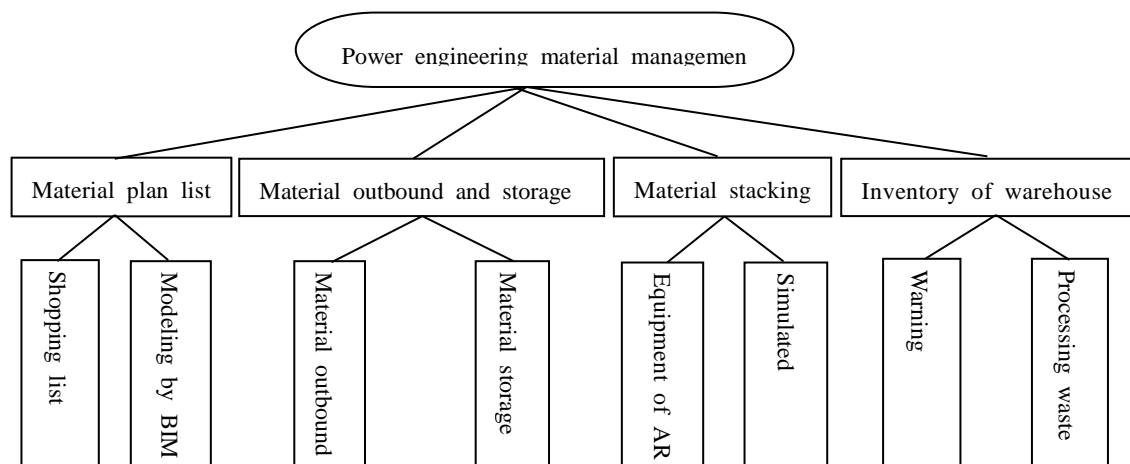 Power engineering material managemen
Material plan list
Material outbound and storage
Material stacking
Inventory of warehouse
Shopping list
Modeling by BIM
Material outbound
Material storage
Equipment of AR
Simulated
Warning
Processing waste